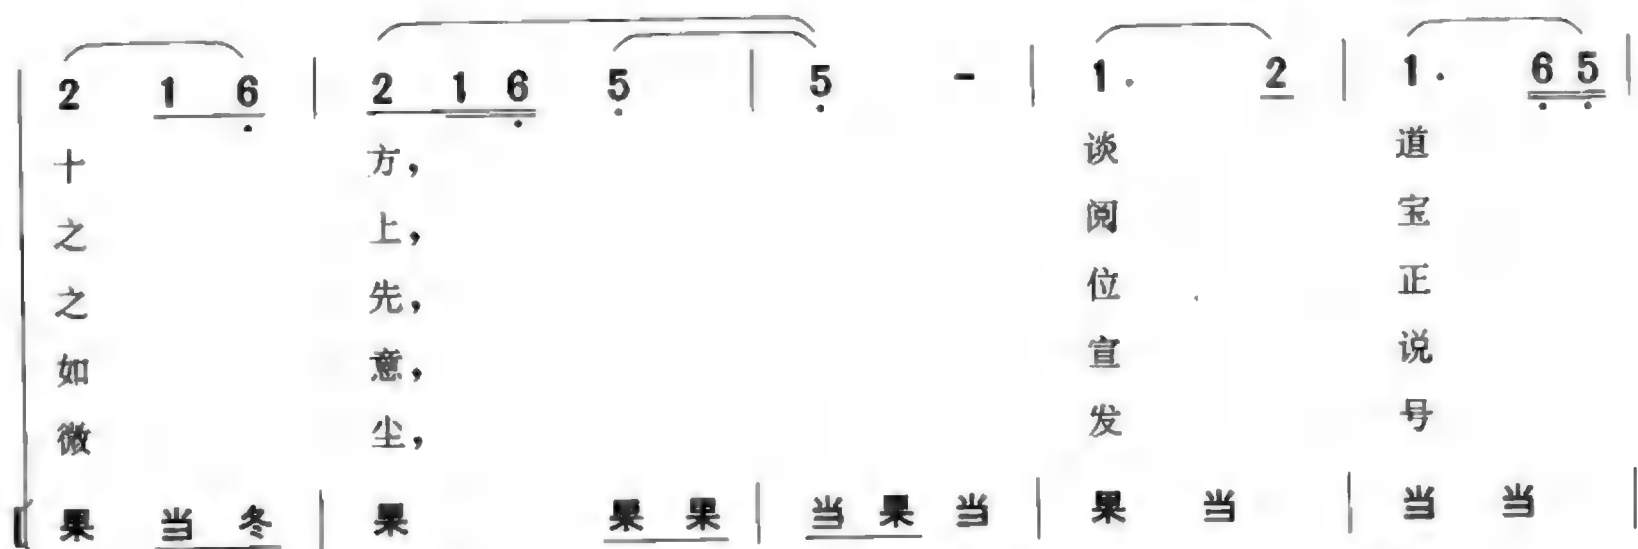 2 1 6 | 2 1 6 5 | 5 - | 1. 2 | 1. 6 5 |
十 方, 谈 道
之 上, 阅 宝
之 先, 位 正
如 意, 宣 说
微 尘, 发 号
果 当 冬 | 果 果 果 | 当 果 当 | 果 当 | 当 当 |